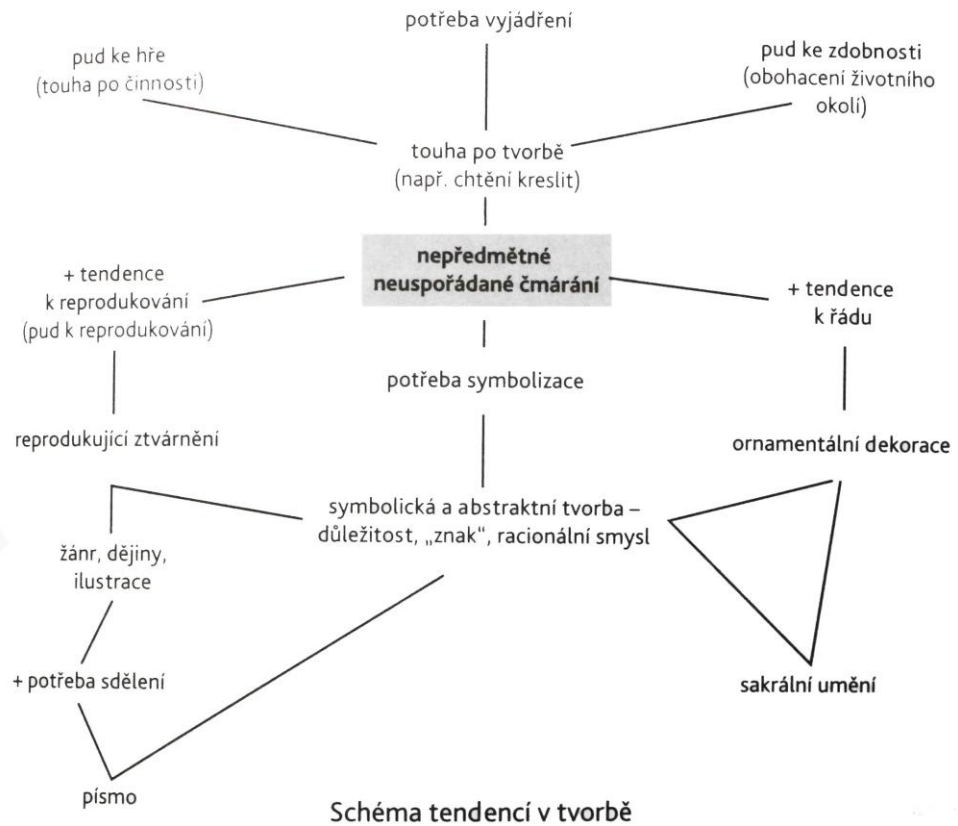 potřeba vyjádření
pud ke hře
(touha po činnosti)
pud ke zdobnosti
(obohacení životního
okolí)
touha po tvorbě
(např. chtění kreslit)
nepředmětné
neuspořádané čmárání
+ tendence
k reprodukování
(pud k reprodukování)
+ tendence
k řádu
potřeba symbolizace
reprodukující ztvárnění
ornamentální dekorace
symbolická a abstraktní tvorba –
důležitost, „znak“, racionální smysl
žánr, dějiny,
ilustrace
+ potřeba sdělení
sakrální umění
písmo
Schéma tendencí v tvorbě